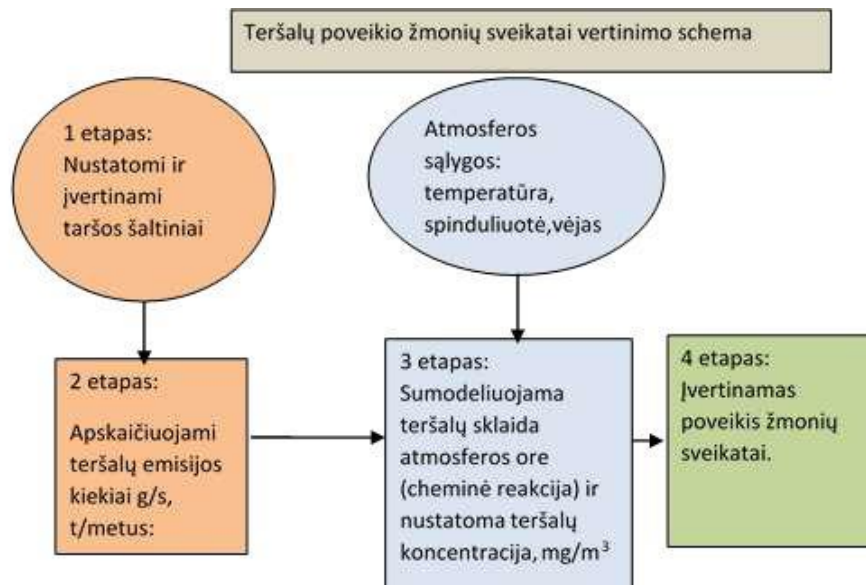 Teršalų poveikio žmonių sveikatai vertinimo schema
1 etapas:
Nustatomi ir
įvertinami
taršos šaltiniai
Atmosferos
sąlygos:
temperatūra,
spinduliuotė,vėjas
2 etapas:
Apskaičiuojami
teršalų emisijos
kiekiai g/s,
t/metus:
3 etapas:
Sumodeliuojama
teršalų sklaida
atmosferos ore
(cheminė reakcija) ir
nustatoma teršalų
koncentracija, mg/m³
4 etapas:
Įvertinamas
poveikis žmonių
sveikatai.